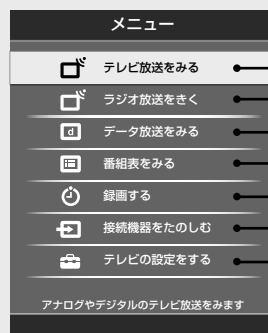 メニュー
テレビ放送をみる
ラジオ放送をきく
データ放送をみる
d
番組表をみる
録画する
接続機器をたのしむ
テレビの設定をする
アナログやデジタルのテレビ放送をみます